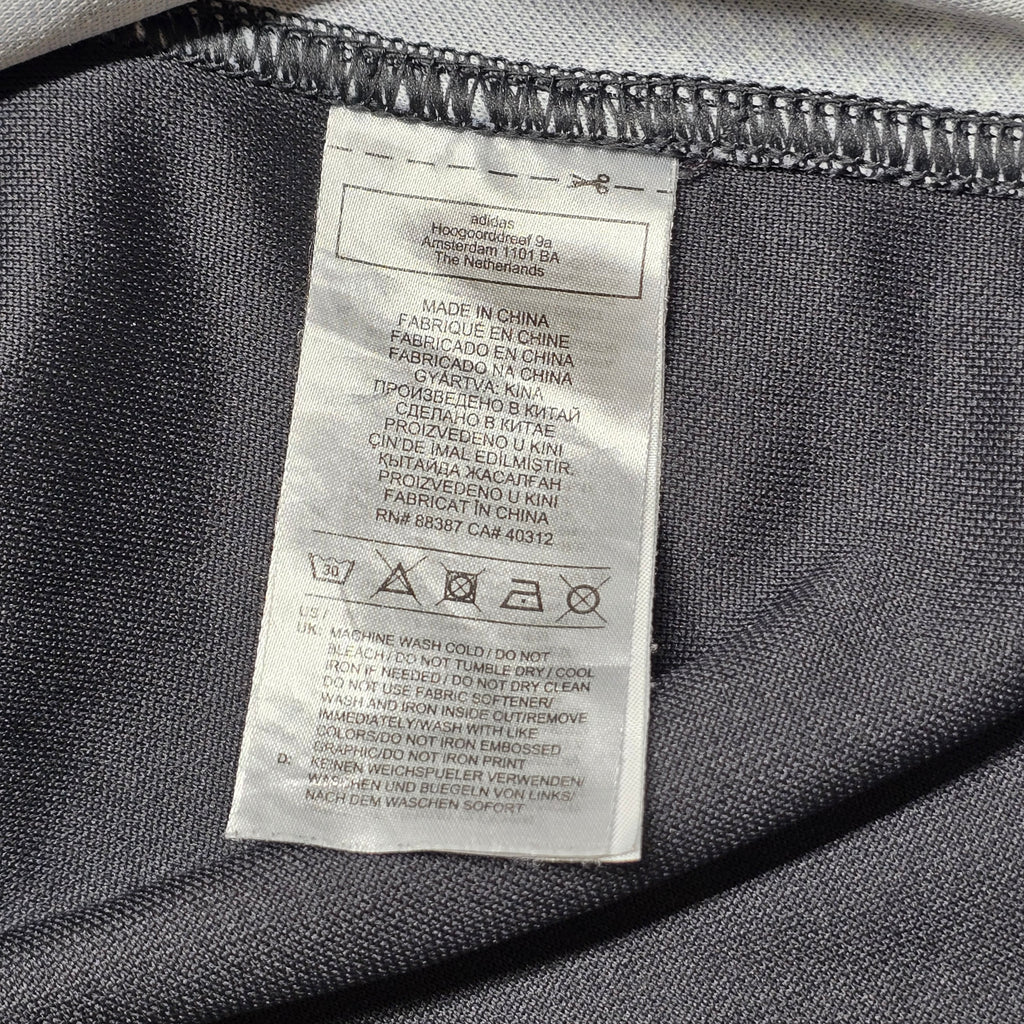 adidas
Hoogoorddreef 9a
Amsterdam 1101 BA
The Netherlands
MADE IN CHINA
FABRIQUÉ EN CHINE
FABRICADO EN CHINA
FABRICADO NA CHINA
GYÁRTVA: KÍNA
ПРОИЗВЕДЕНО В КИТАЙ
СДЕЛАНО В КИТАЕ
PROIZVEDENO U KINI
ÇİN'DE İMAL EDİLMİŞTİR.
ҚЫТАЙДА ЖАСАЛҒАН
PROIZVEDENO U KINI
FABRICAT ÎN CHINA
RN# 88387 CA# 40312
30
US /
UK: MACHINE WASH COLD / DO NOT
BLEACH / DO NOT TUMBLE DRY / COOL
IRON IF NEEDED / DO NOT DRY CLEAN
DO NOT USE FABRIC SOFTENER/
WASH AND IRON INSIDE OUT/REMOVE
IMMEDIATELY/WASH WITH LIKE
COLORS/DO NOT IRON EMBOSSED
GRAPHIC/DO NOT IRON PRINT
D: KEINEN WEICHSPUELER VERWENDEN/
WASCHEN UND BUEGELN VON LINKS/
NACH DEM WASCHEN SOFORT